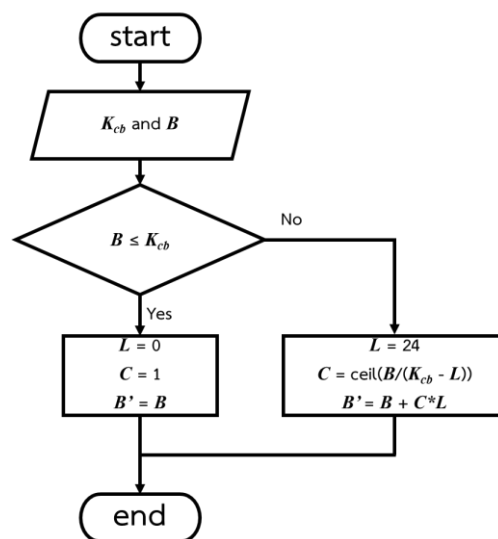 start
K_cb and B
B ≤ K_cb
No
Yes
L = 0
C = 1
B' = B
L = 24
C = ceil(B/(K_cb - L))
B' = B + C*L
end